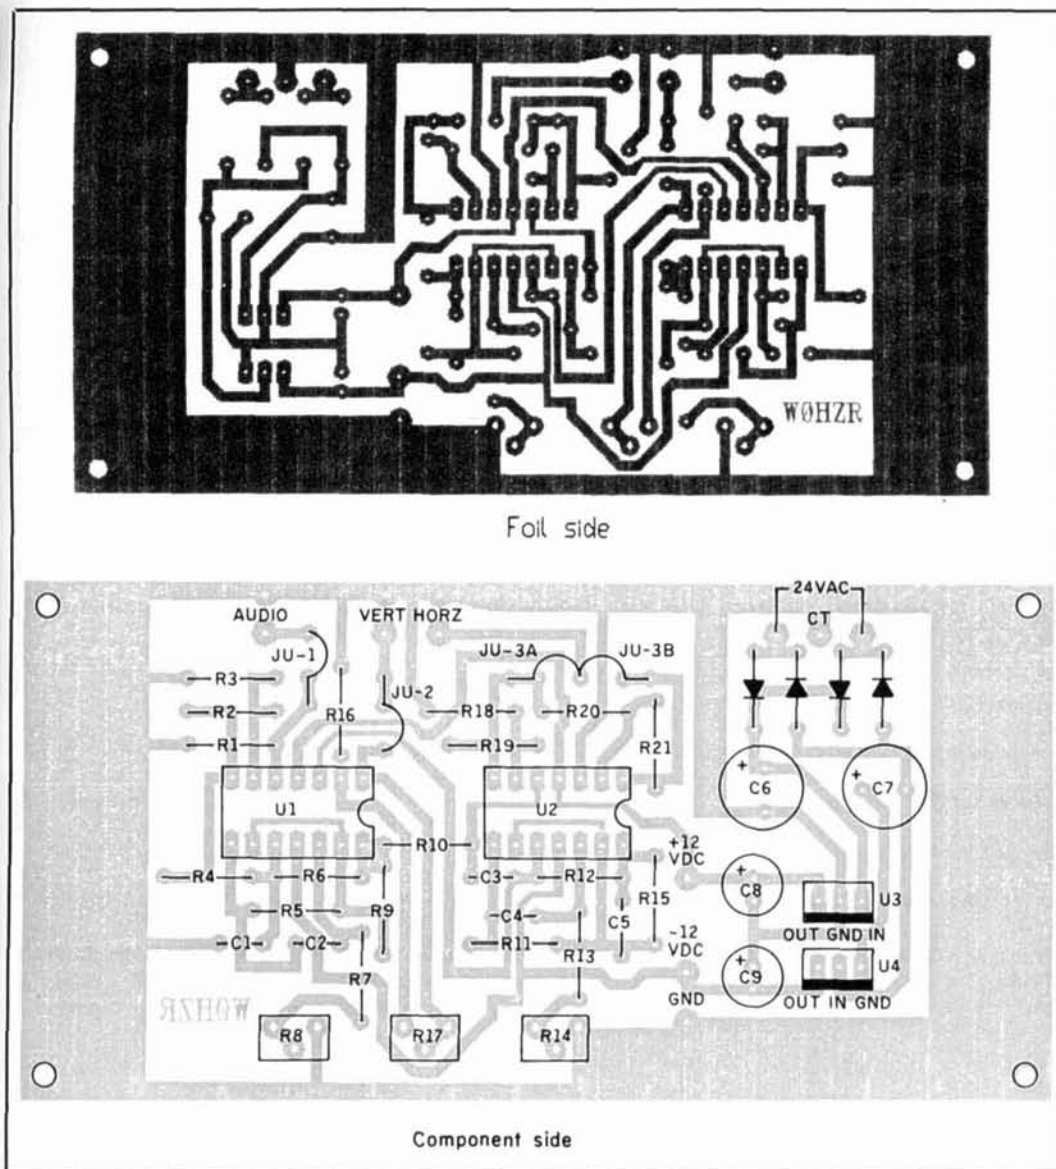 WØHZR
Foil side
24VAC
AUDIO VERT HORZ CT
JU-1 JU-3A JU-3B
R3
JU-2
R2 R16 R18 R20
R1 R19 R21
C6 C7
U1 U2
R10 +12 VDC
R4 R6 C3 R12 C8 U3
R5 R9 C4 C5 R15 OUT GND IN
C1 C2 R11 -12 VDC
R7 R13 C9 U4
GND OUT IN GND
WØHZR
R8 R17 R14
Component side